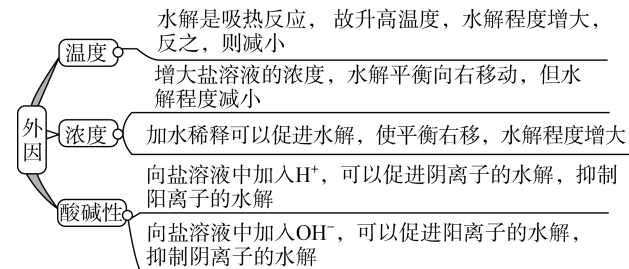 水解是吸热反应， 故升高温度，水解程度增大，
反之，则减小
温度
增大盐溶液的浓度，水解平衡向右移动，但水
解程度减小
外因
浓度
加水稀释可以促进水解，使平衡右移，水解程度增大
向盐溶液中加入H⁺，可以促进阴离子的水解，抑制
阳离子的水解
酸碱性
向盐溶液中加入OH⁻，可以促进阳离子的水解，
抑制阴离子的水解